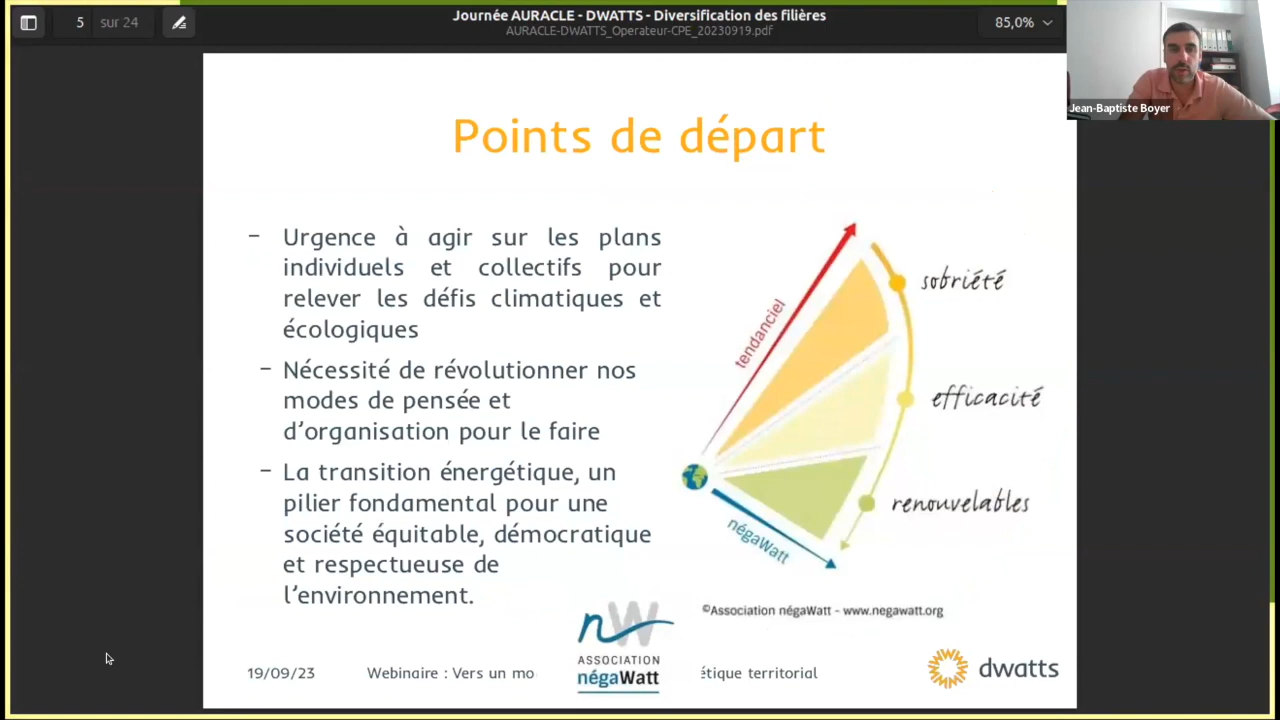 5 sur 24
Journée AURACLE - DWATTS - Diversification des filières
AURACLE-DWATTS_Operateur-CPE_20230919.pdf
85,0%
Jean-Baptiste Boyer
Points de départ
– Urgence à agir sur les plans
individuels et collectifs pour
relever les défis climatiques et
écologiques
– Nécessité de révolutionner nos
modes de pensée et
d’organisation pour le faire
– La transition énergétique, un
pilier fondamental pour une
société équitable, démocratique
et respectueuse de
l’environnement.
tendanciel
sobriété
efficacité
renouvelables
négaWatt
©Association négaWatt - www.negawatt.org
nW
ASSOCIATION
négaWatt
19/09/23
Webinaire : Vers un mo
étique territorial
dwatts